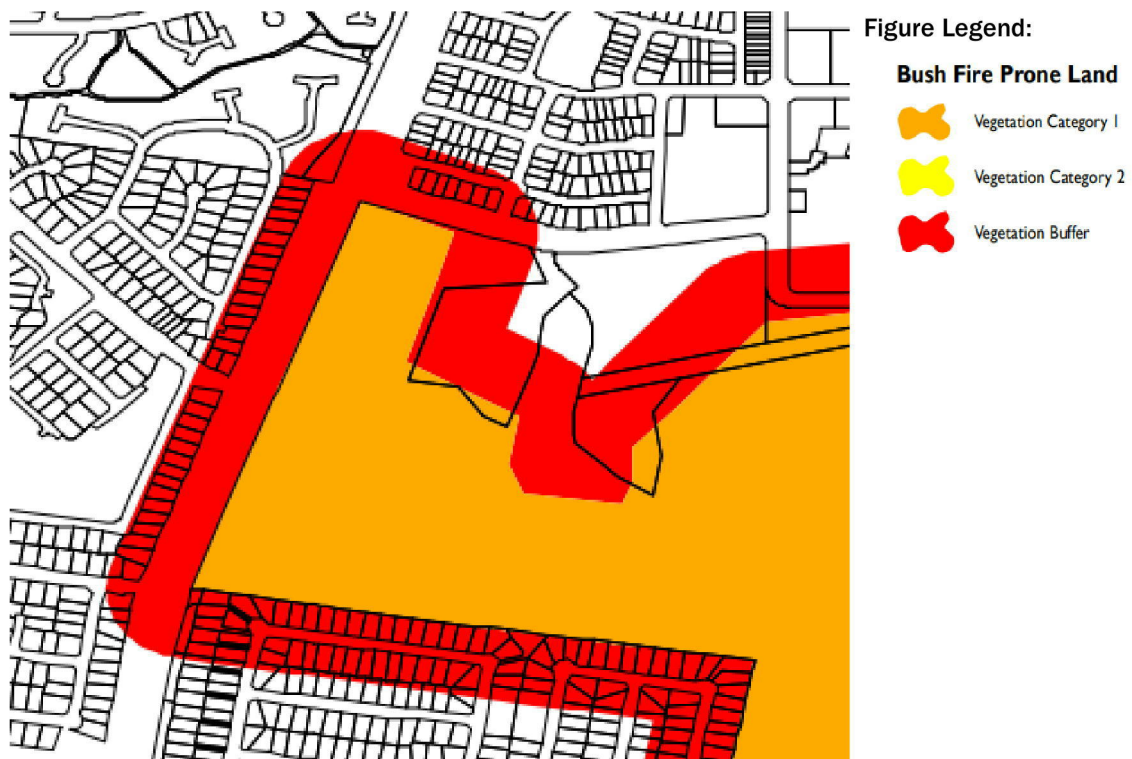 Figure Legend:
Bush Fire Prone Land
Vegetation Category 1
Vegetation Category 2
Vegetation Buffer